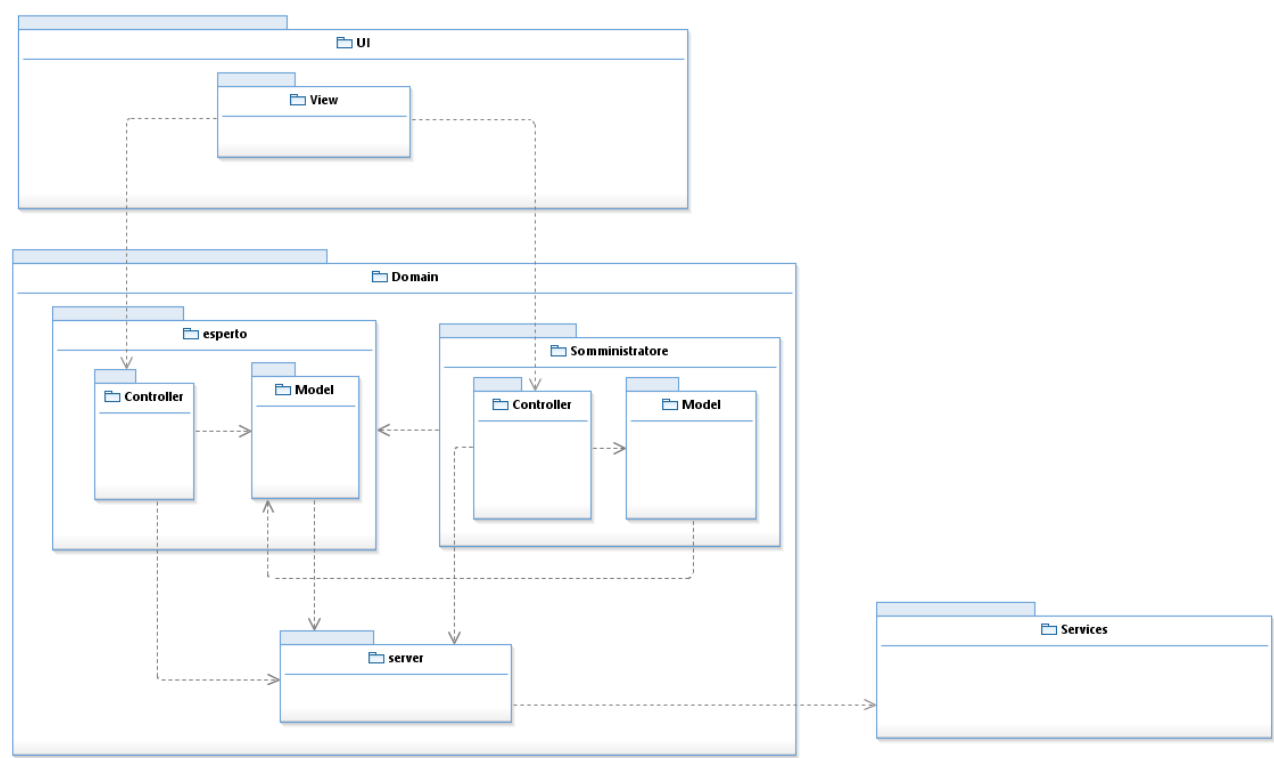 UI
View
Domain
esperto
Somministratore
Controller
Model
Controller
Model
server
Services